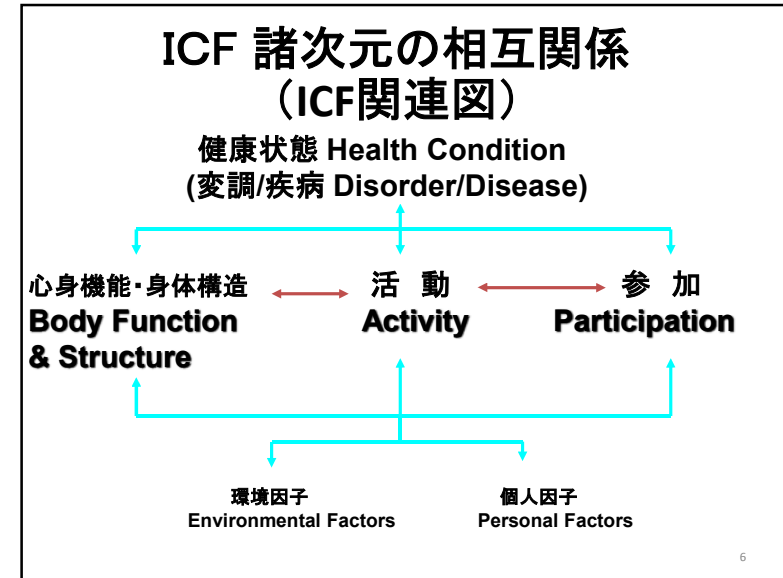 ICF 諸次元の相互関係
（ICF関連図）
健康状態 Health Condition
(変調/疾病 Disorder/Disease)
心身機能・身体構造
Body Function
& Structure
活 動
Activity
参 加
Participation
環境因子
Environmental Factors
個人因子
Personal Factors
6